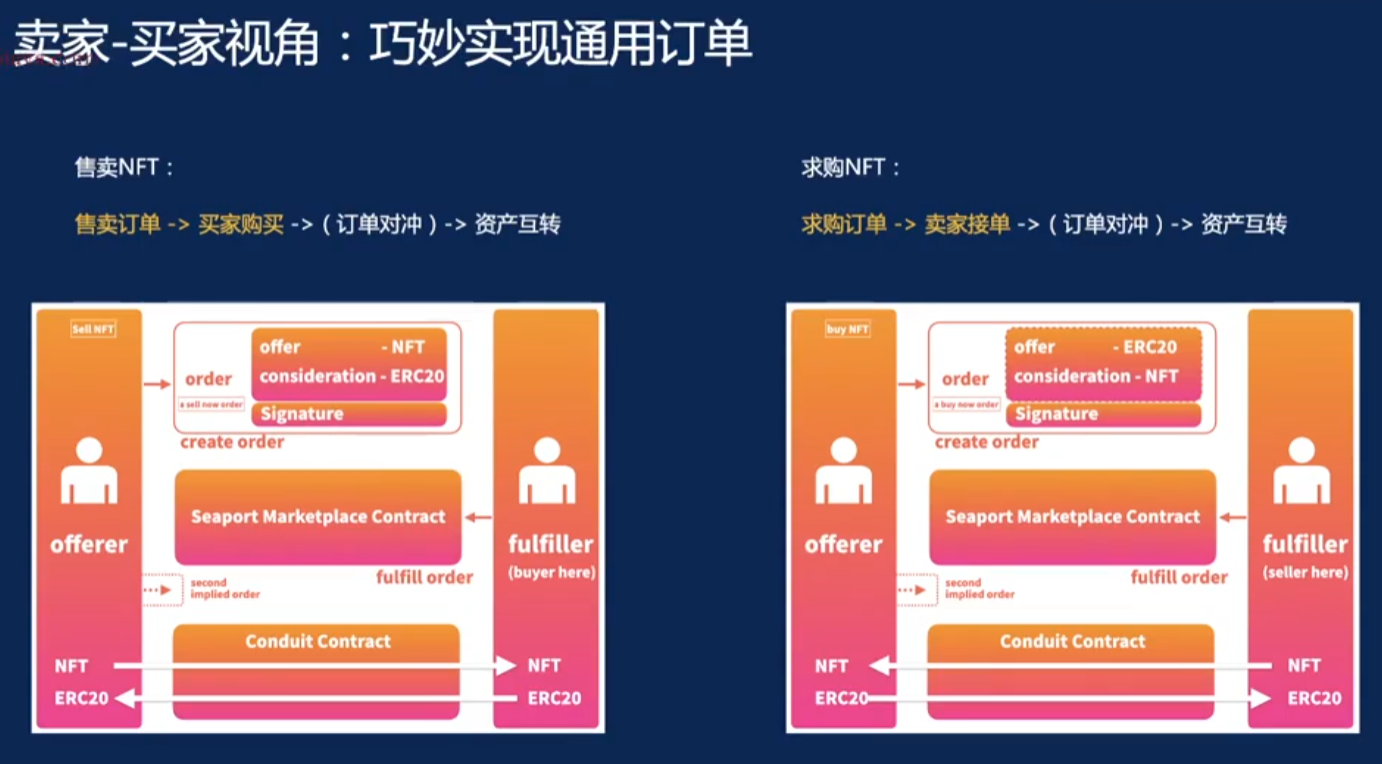 卖家-买家视角：巧妙实现通用订单
售卖NFT：
售卖订单 -> 买家购买 ->（订单对冲）-> 资产互转
Sell NFT
offer - NFT
consideration - ERC20
order
a sell now order
Signature
create order
Seaport Marketplace Contract
offerer
fulfiller
(buyer here)
fulfill order
second
implied order
Conduit Contract
NFT
NFT
ERC20
ERC20
求购NFT：
求购订单 -> 卖家接单 ->（订单对冲）-> 资产互转
buy NFT
offer - ERC20
consideration - NFT
order
a buy now order
Signature
create order
Seaport Marketplace Contract
offerer
fulfiller
(seller here)
fulfill order
second
implied order
Conduit Contract
NFT
NFT
ERC20
ERC20